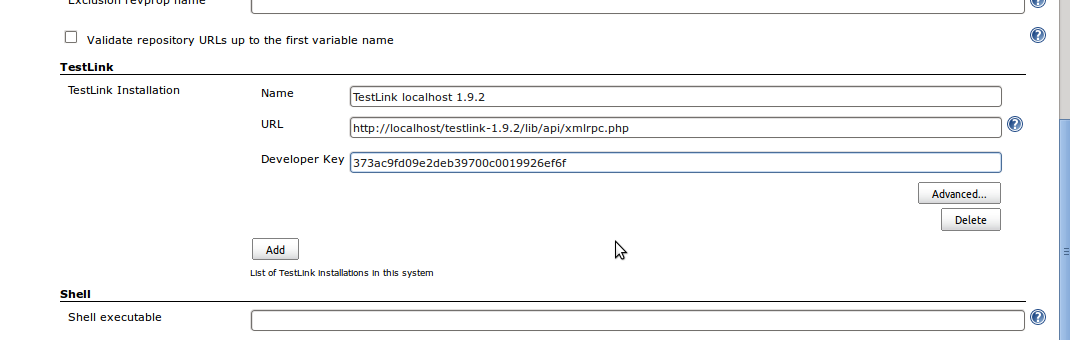 Exclusion revprop name
Validate repository URLs up to the first variable name
TestLink
TestLink Installation
Name
TestLink localhost 1.9.2
URL
http://localhost/testlink-1.9.2/lib/api/xmlrpc.php
Developer Key
373ac9fd09e2deb39700c0019926ef6f
Advanced...
Delete
Add
List of TestLink installations in this system
Shell
Shell executable